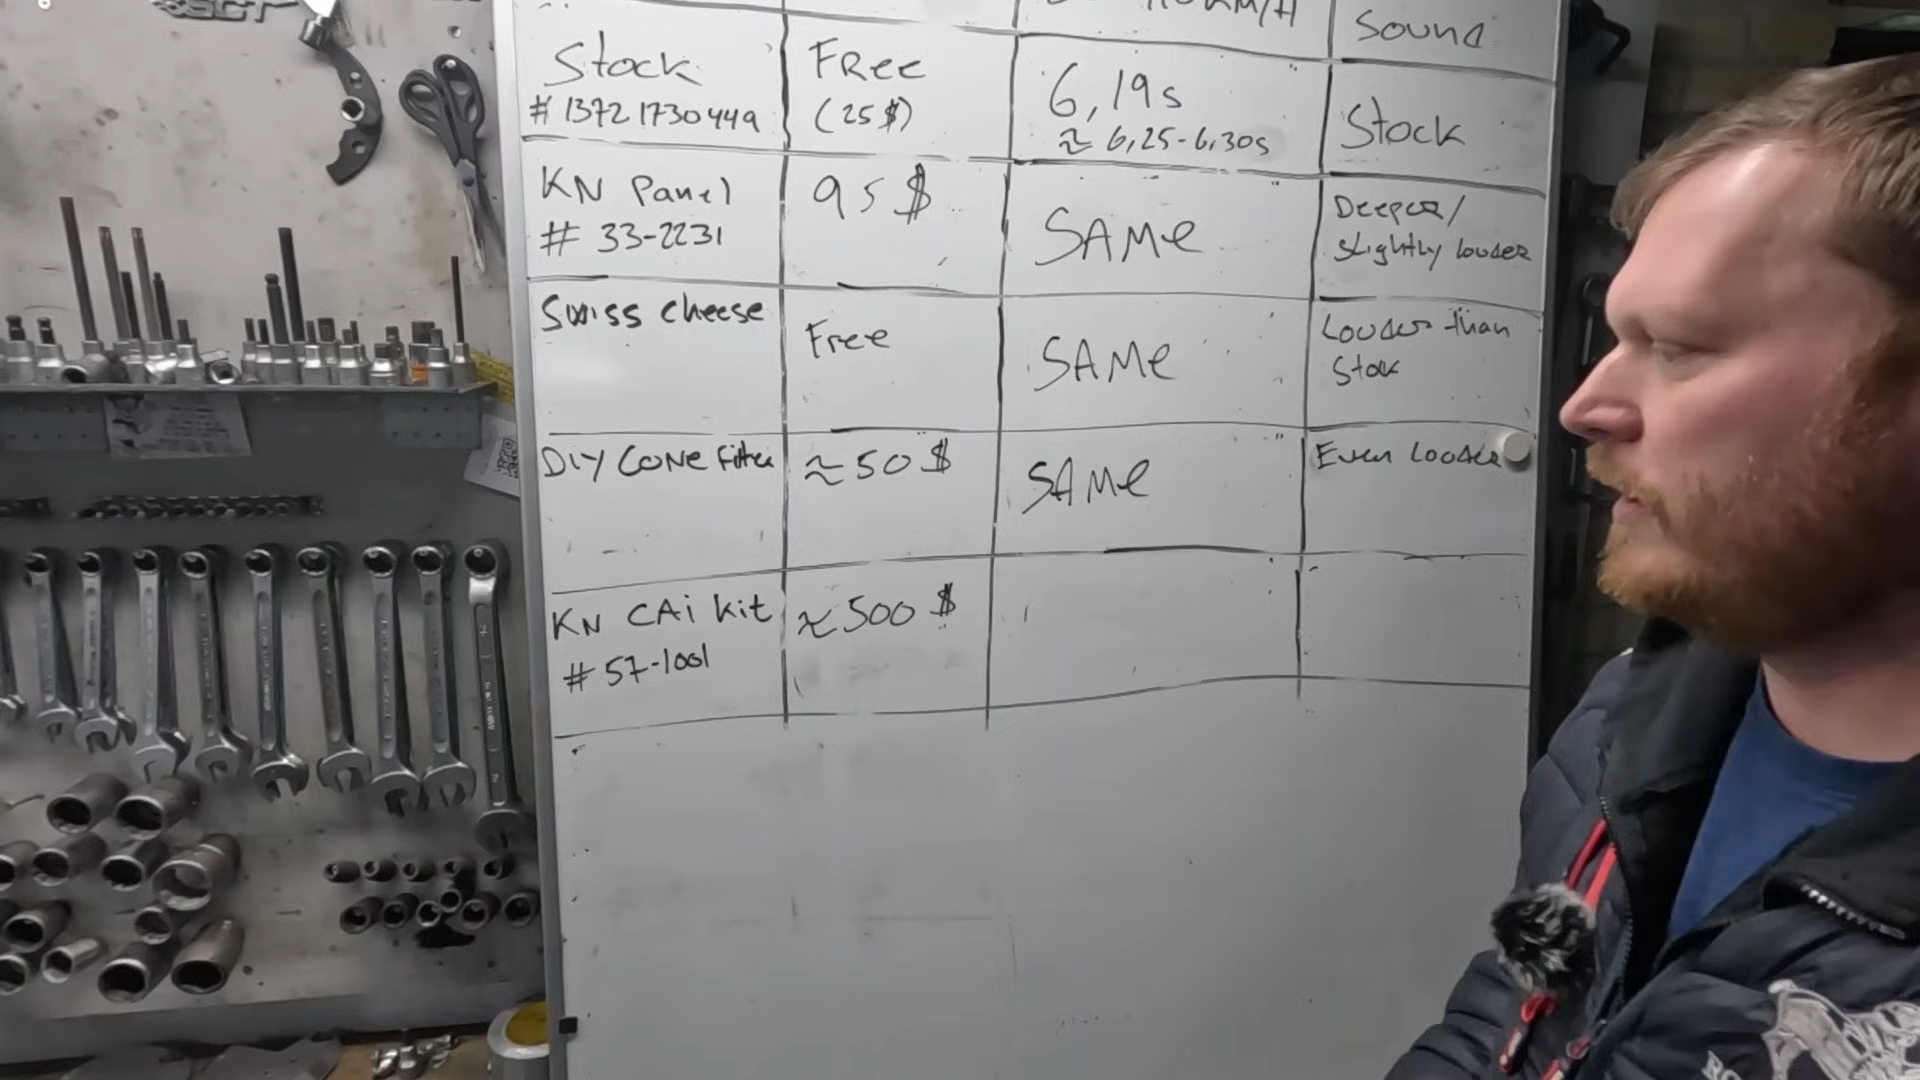 Sound
Stock
# 13721730449
FRee
(25$)
6,19s
≈ 6,25-6,30s
Stock
KN Panel
# 33-2231
95$
SAMe
Deeper/
slightly louder
Swiss cheese
Free
SAMe
Louder than
Stock
DIY CONe Filter
≈50$
SAMe
Even Louder
KN CAi kit
# 57-1001
≈500$